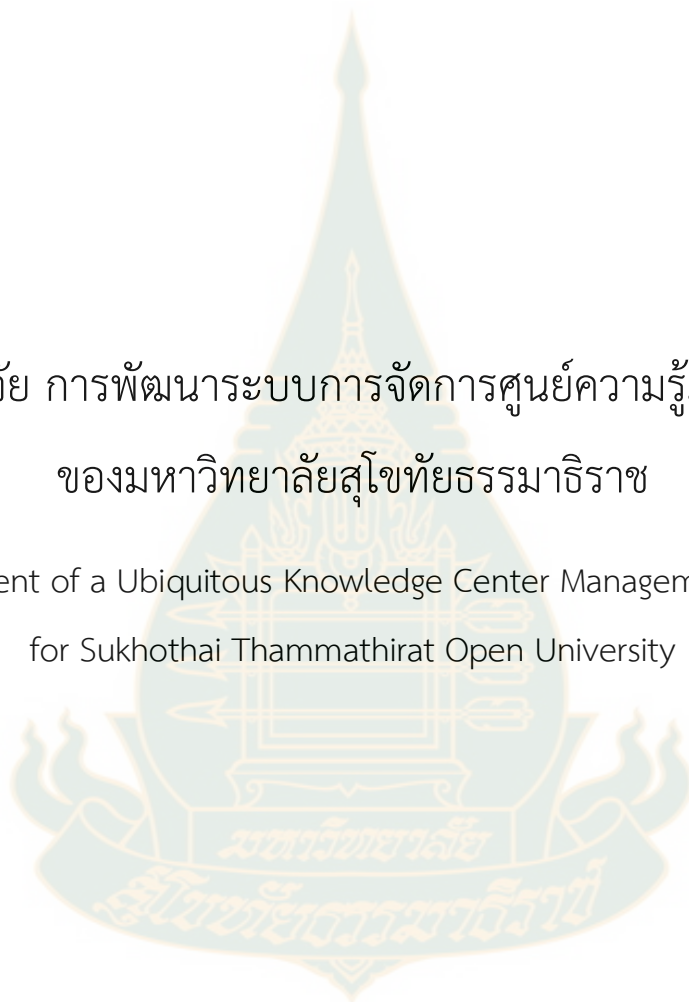 การพัฒนาระบบการจัดการศูนย์ความรู้
ของมหาวิทยาลัยสุโขทัยธรรมาธิราช
of a Ubiquitous Knowledge Center
for Sukhothai Thammathirat Open University
มหาวิทยาลัย
สุโขทัยธรรมาธิราช